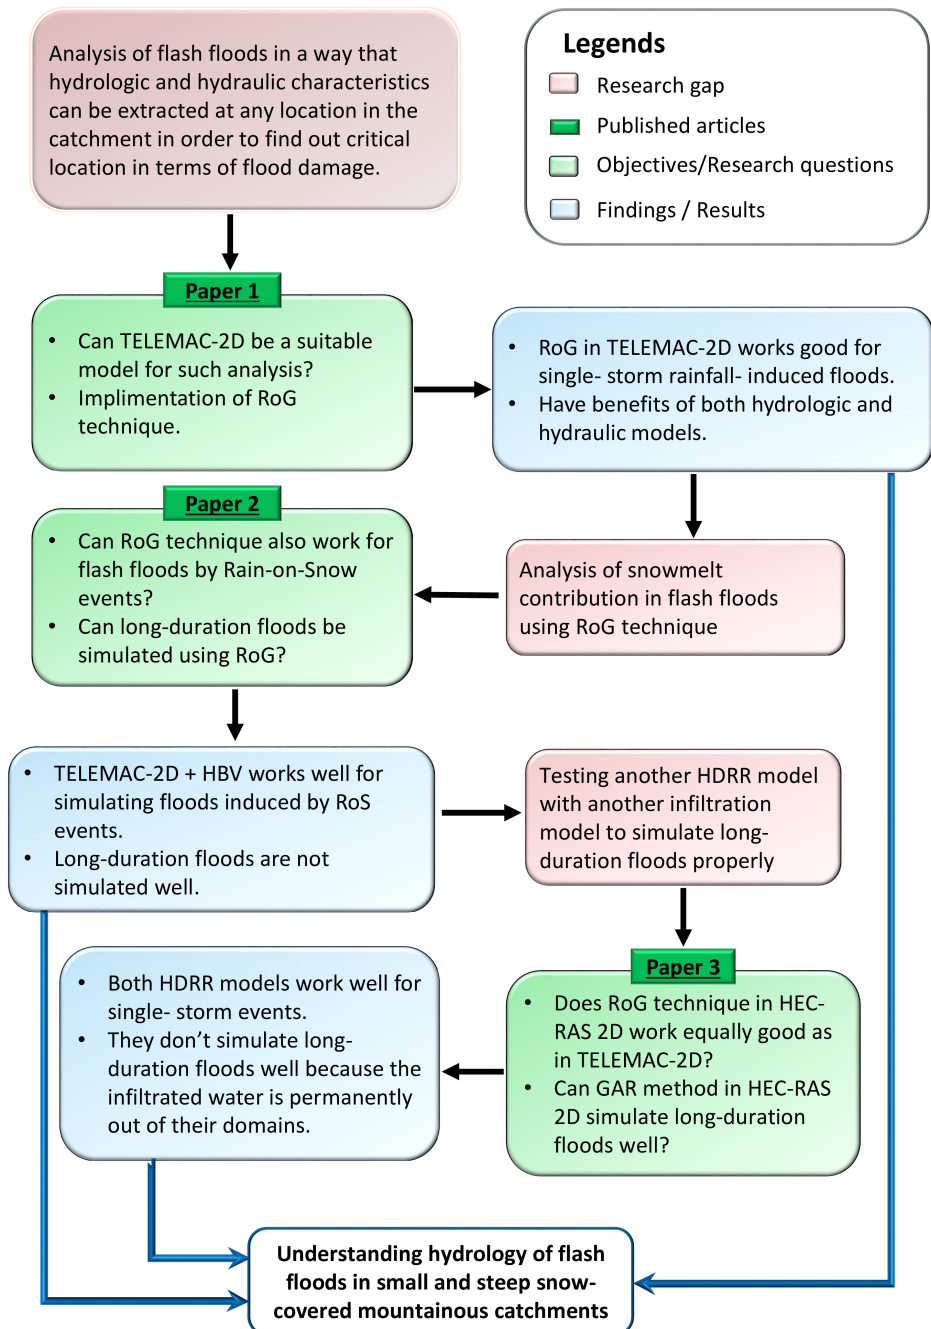 Analysis of flash floods in a way that
hydrologic and hydraulic characteristics
can be extracted at any location in the
catchment in order to find out critical
location in terms of flood damage.
Legends
Research gap
Published articles
Objectives/Research questions
Findings / Results
Paper 1
• Can TELEMAC-2D be a suitable
model for such analysis?
• Implimentation of RoG
technique.
• RoG in TELEMAC-2D works good for
single- storm rainfall- induced floods.
• Have benefits of both hydrologic and
hydraulic models.
Paper 2
• Can RoG technique also work for
flash floods by Rain-on-Snow
events?
• Can long-duration floods be
simulated using RoG?
Analysis of snowmelt
contribution in flash floods
using RoG technique
• TELEMAC-2D + HBV works well for
simulating floods induced by RoS
events.
• Long-duration floods are not
simulated well.
Testing another HDRR model
with another infiltration
model to simulate long-
duration floods properly
Paper 3
• Does RoG technique in HEC-
RAS 2D work equally good as
in TELEMAC-2D?
• Can GAR method in HEC-RAS
2D simulate long-duration
floods well?
• Both HDRR models work well for
single- storm events.
• They don’t simulate long-
duration floods well because the
infiltrated water is permanently
out of their domains.
Understanding hydrology of flash
floods in small and steep snow-
covered mountainous catchments